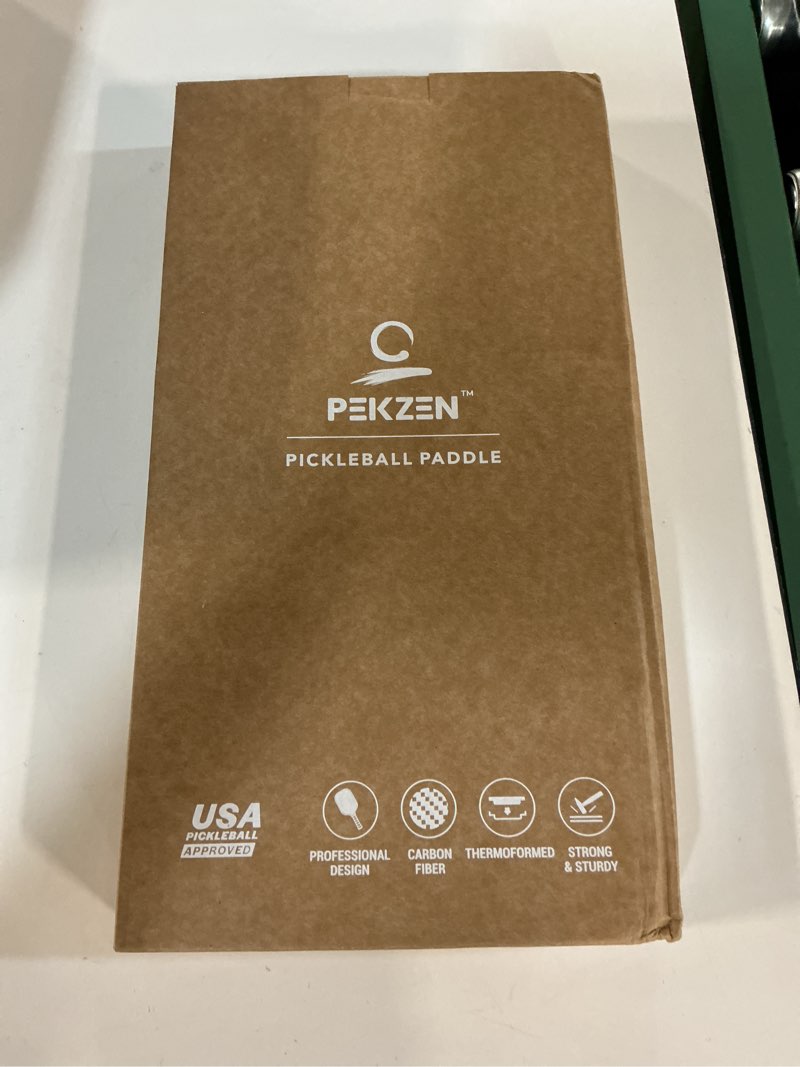 PEKZEN™
PICKLEBALL PADDLE
USA
PICKLEBALL
APPROVED
PROFESSIONAL
DESIGN
CARBON
FIBER
THERMOFORMED
STRONG
& STURDY